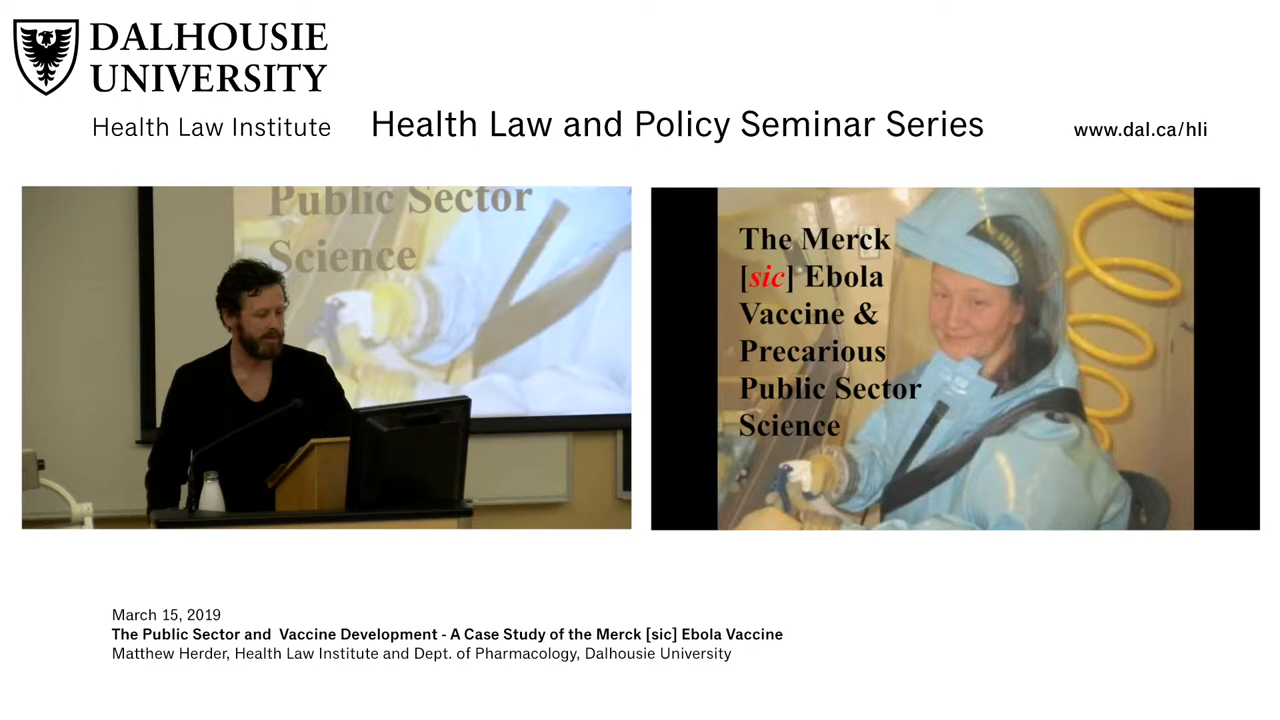 DALHOUSIE
UNIVERSITY
Health Law Institute
Health Law and Policy Seminar Series
www.dal.ca/hli
Public Sector
Science
The Merck
[sic] Ebola
Vaccine &
Precarious
Public Sector
Science
March 15, 2019
The Public Sector and  Vaccine Development - A Case Study of the Merck [sic] Ebola Vaccine
Matthew Herder, Health Law Institute and Dept. of Pharmacology, Dalhousie University